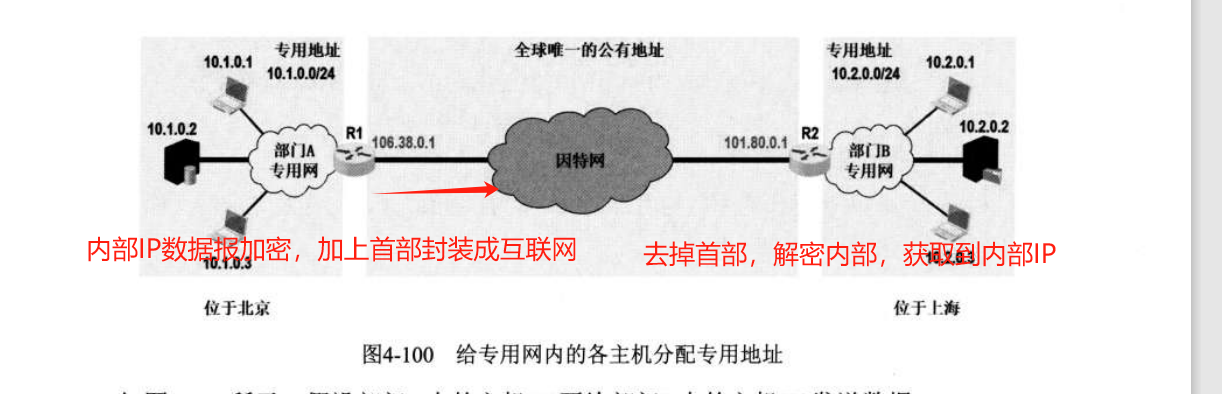 专用地址
10.1.0.0/24
全球唯一的公有地址
专用地址
10.2.0.0/24
10.1.0.1
10.2.0.1
10.1.0.2
R1
106.38.0.1
101.80.0.1
R2
10.2.0.2
部门A
专用网
因特网
部门B
专用网
内部IP数据报加密，加上首部封装成互联网
去掉首部，解密内部，获取到内部IP
10.1.0.3
10.2.0.3
位于北京
位于上海
图4-100 给专用网内的各主机分配专用地址